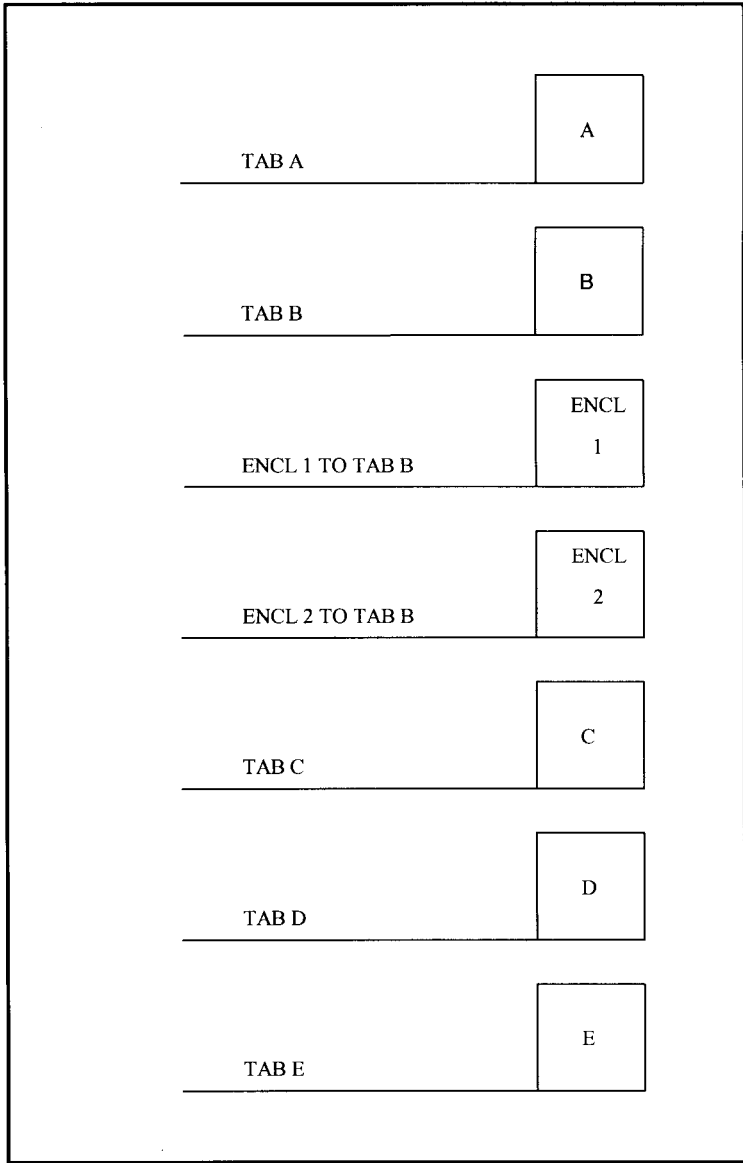 A
TAB A
B
TAB B
ENCL
1
ENCL 1 TO TAB B
ENCL
2
ENCL 2 TO TAB B
C
TAB C
D
TAB D
E
TAB E